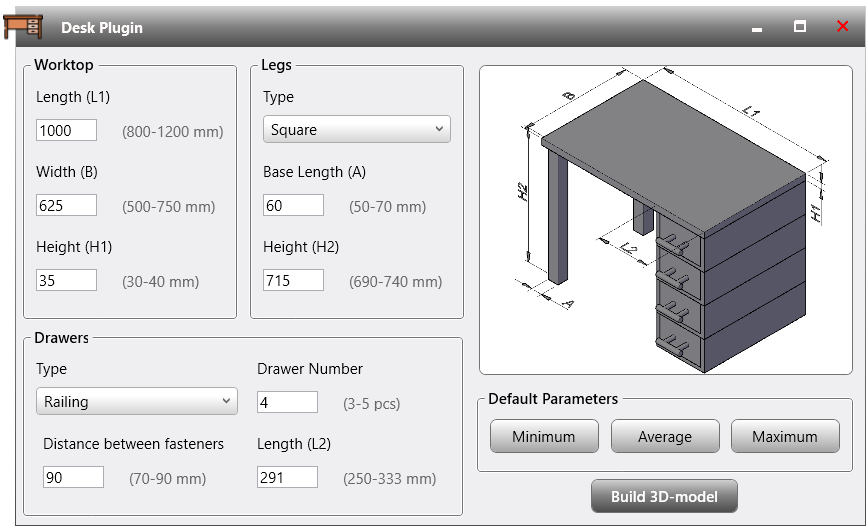 Desk Plugin
Worktop
Length (L1)
1000 (800-1200 mm)
Width (B)
625 (500-750 mm)
Height (H1)
35 (30-40 mm)
Legs
Type
Square
Base Length (A)
60 (50-70 mm)
Height (H2)
715 (690-740 mm)
B
L1
H2
H1
L2
A
Drawers
Type
Railing
Drawer Number
4 (3-5 pcs)
Distance between fasteners
90 (70-90 mm)
Length (L2)
291 (250-333 mm)
Default Parameters
Minimum Average Maximum
Build 3D-model